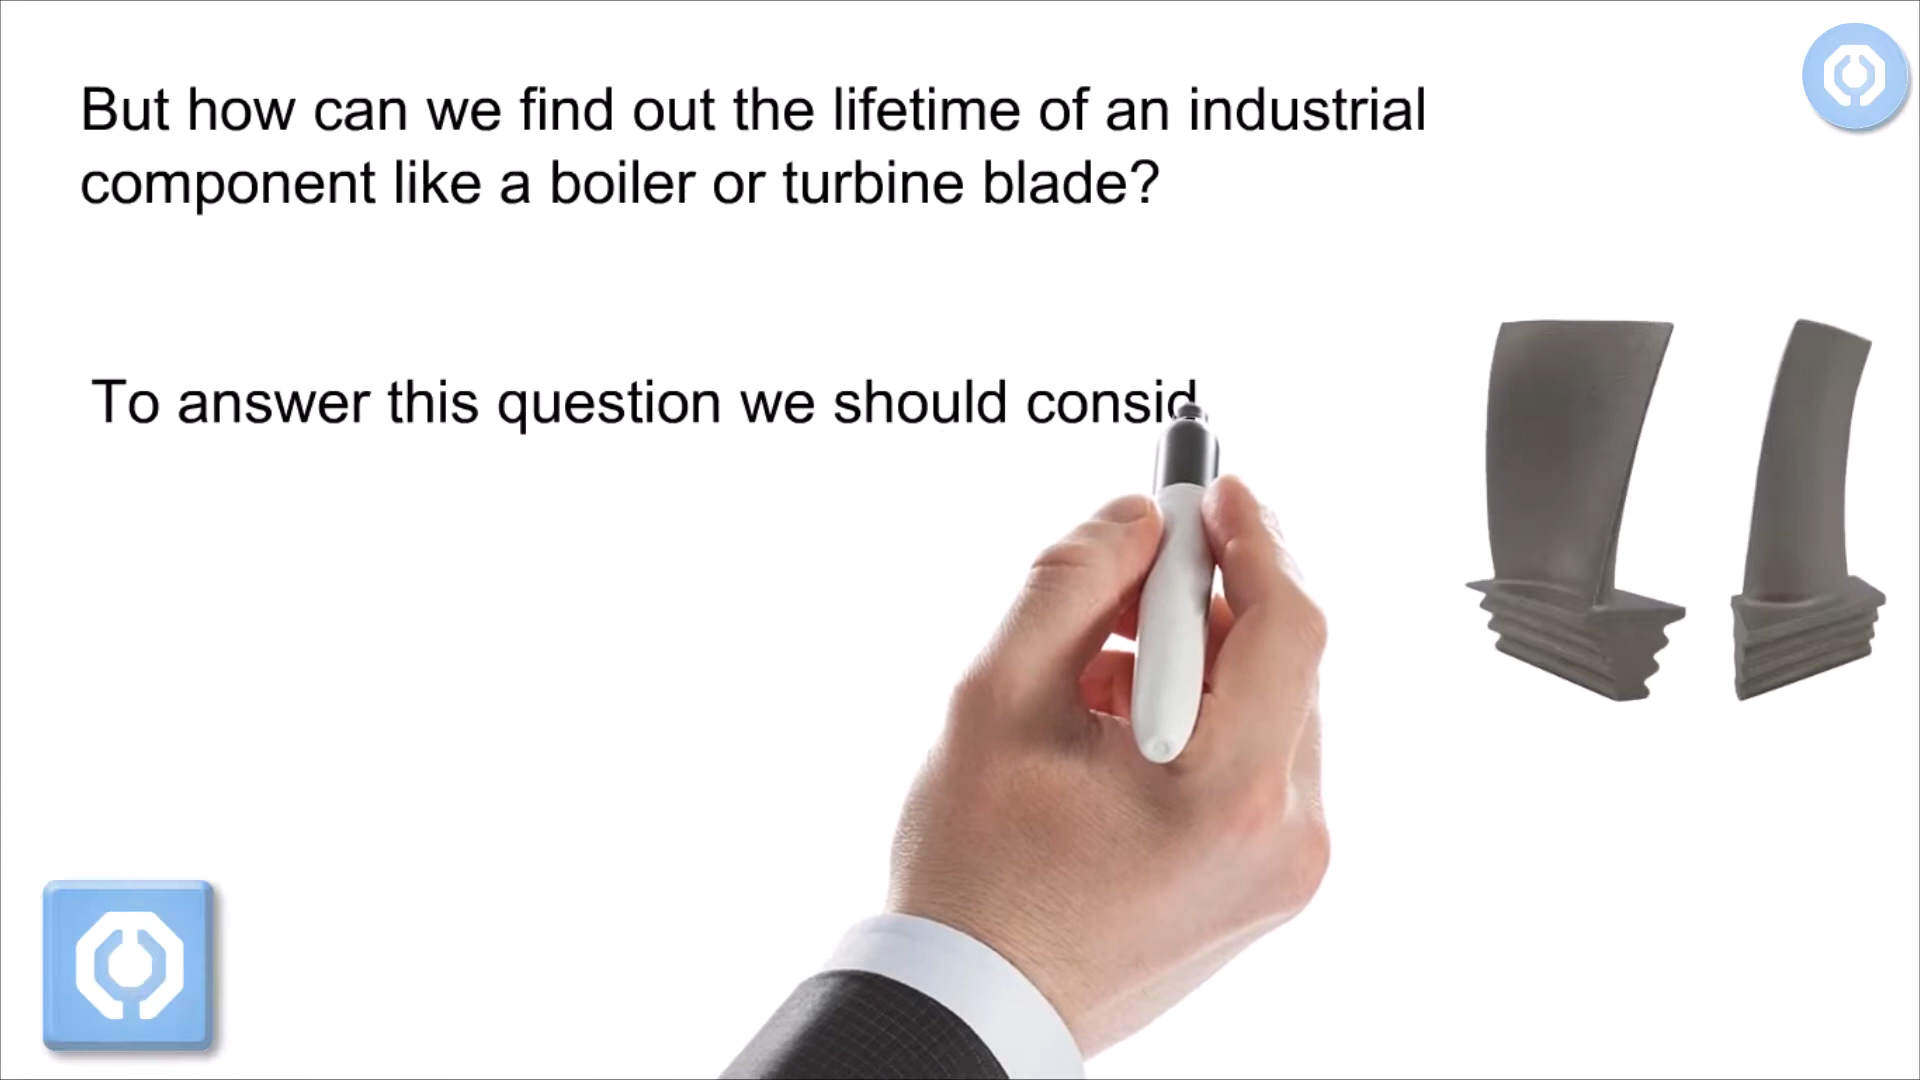 But how can we find out the lifetime of an industrial
component like a boiler or turbine blade?
To answer this question we should consid